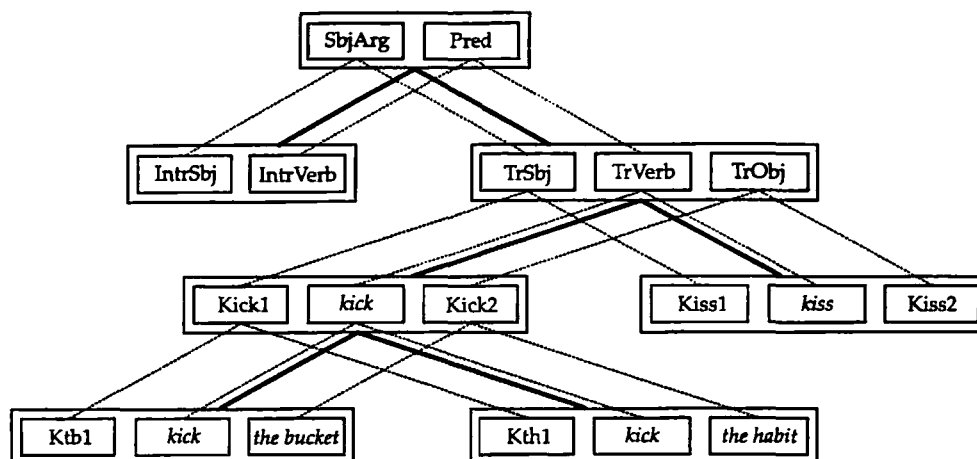 SbjArg Pred
IntrSbj IntrVerb TrSbj TrVerb TrObj
Kick1 kick Kick2 Kiss1 kiss Kiss2
Ktb1 kick the bucket Kth1 kick the habit